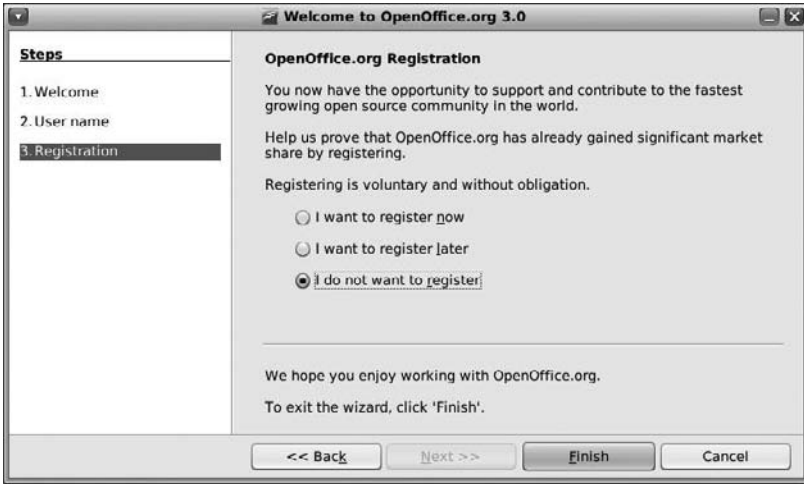 Welcome to OpenOffice.org 3.0
Steps
1. Welcome
2. User name
3. Registration
OpenOffice.org Registration
You now have the opportunity to support and contribute to the fastest
growing open source community in the world.
Help us prove that OpenOffice.org has already gained significant market
share by registering.
Registering is voluntary and without obligation.
I want to register now
I want to register later
I do not want to register
We hope you enjoy working with OpenOffice.org.
To exit the wizard, click 'Finish'.
<< Back
Next >>
Finish
Cancel